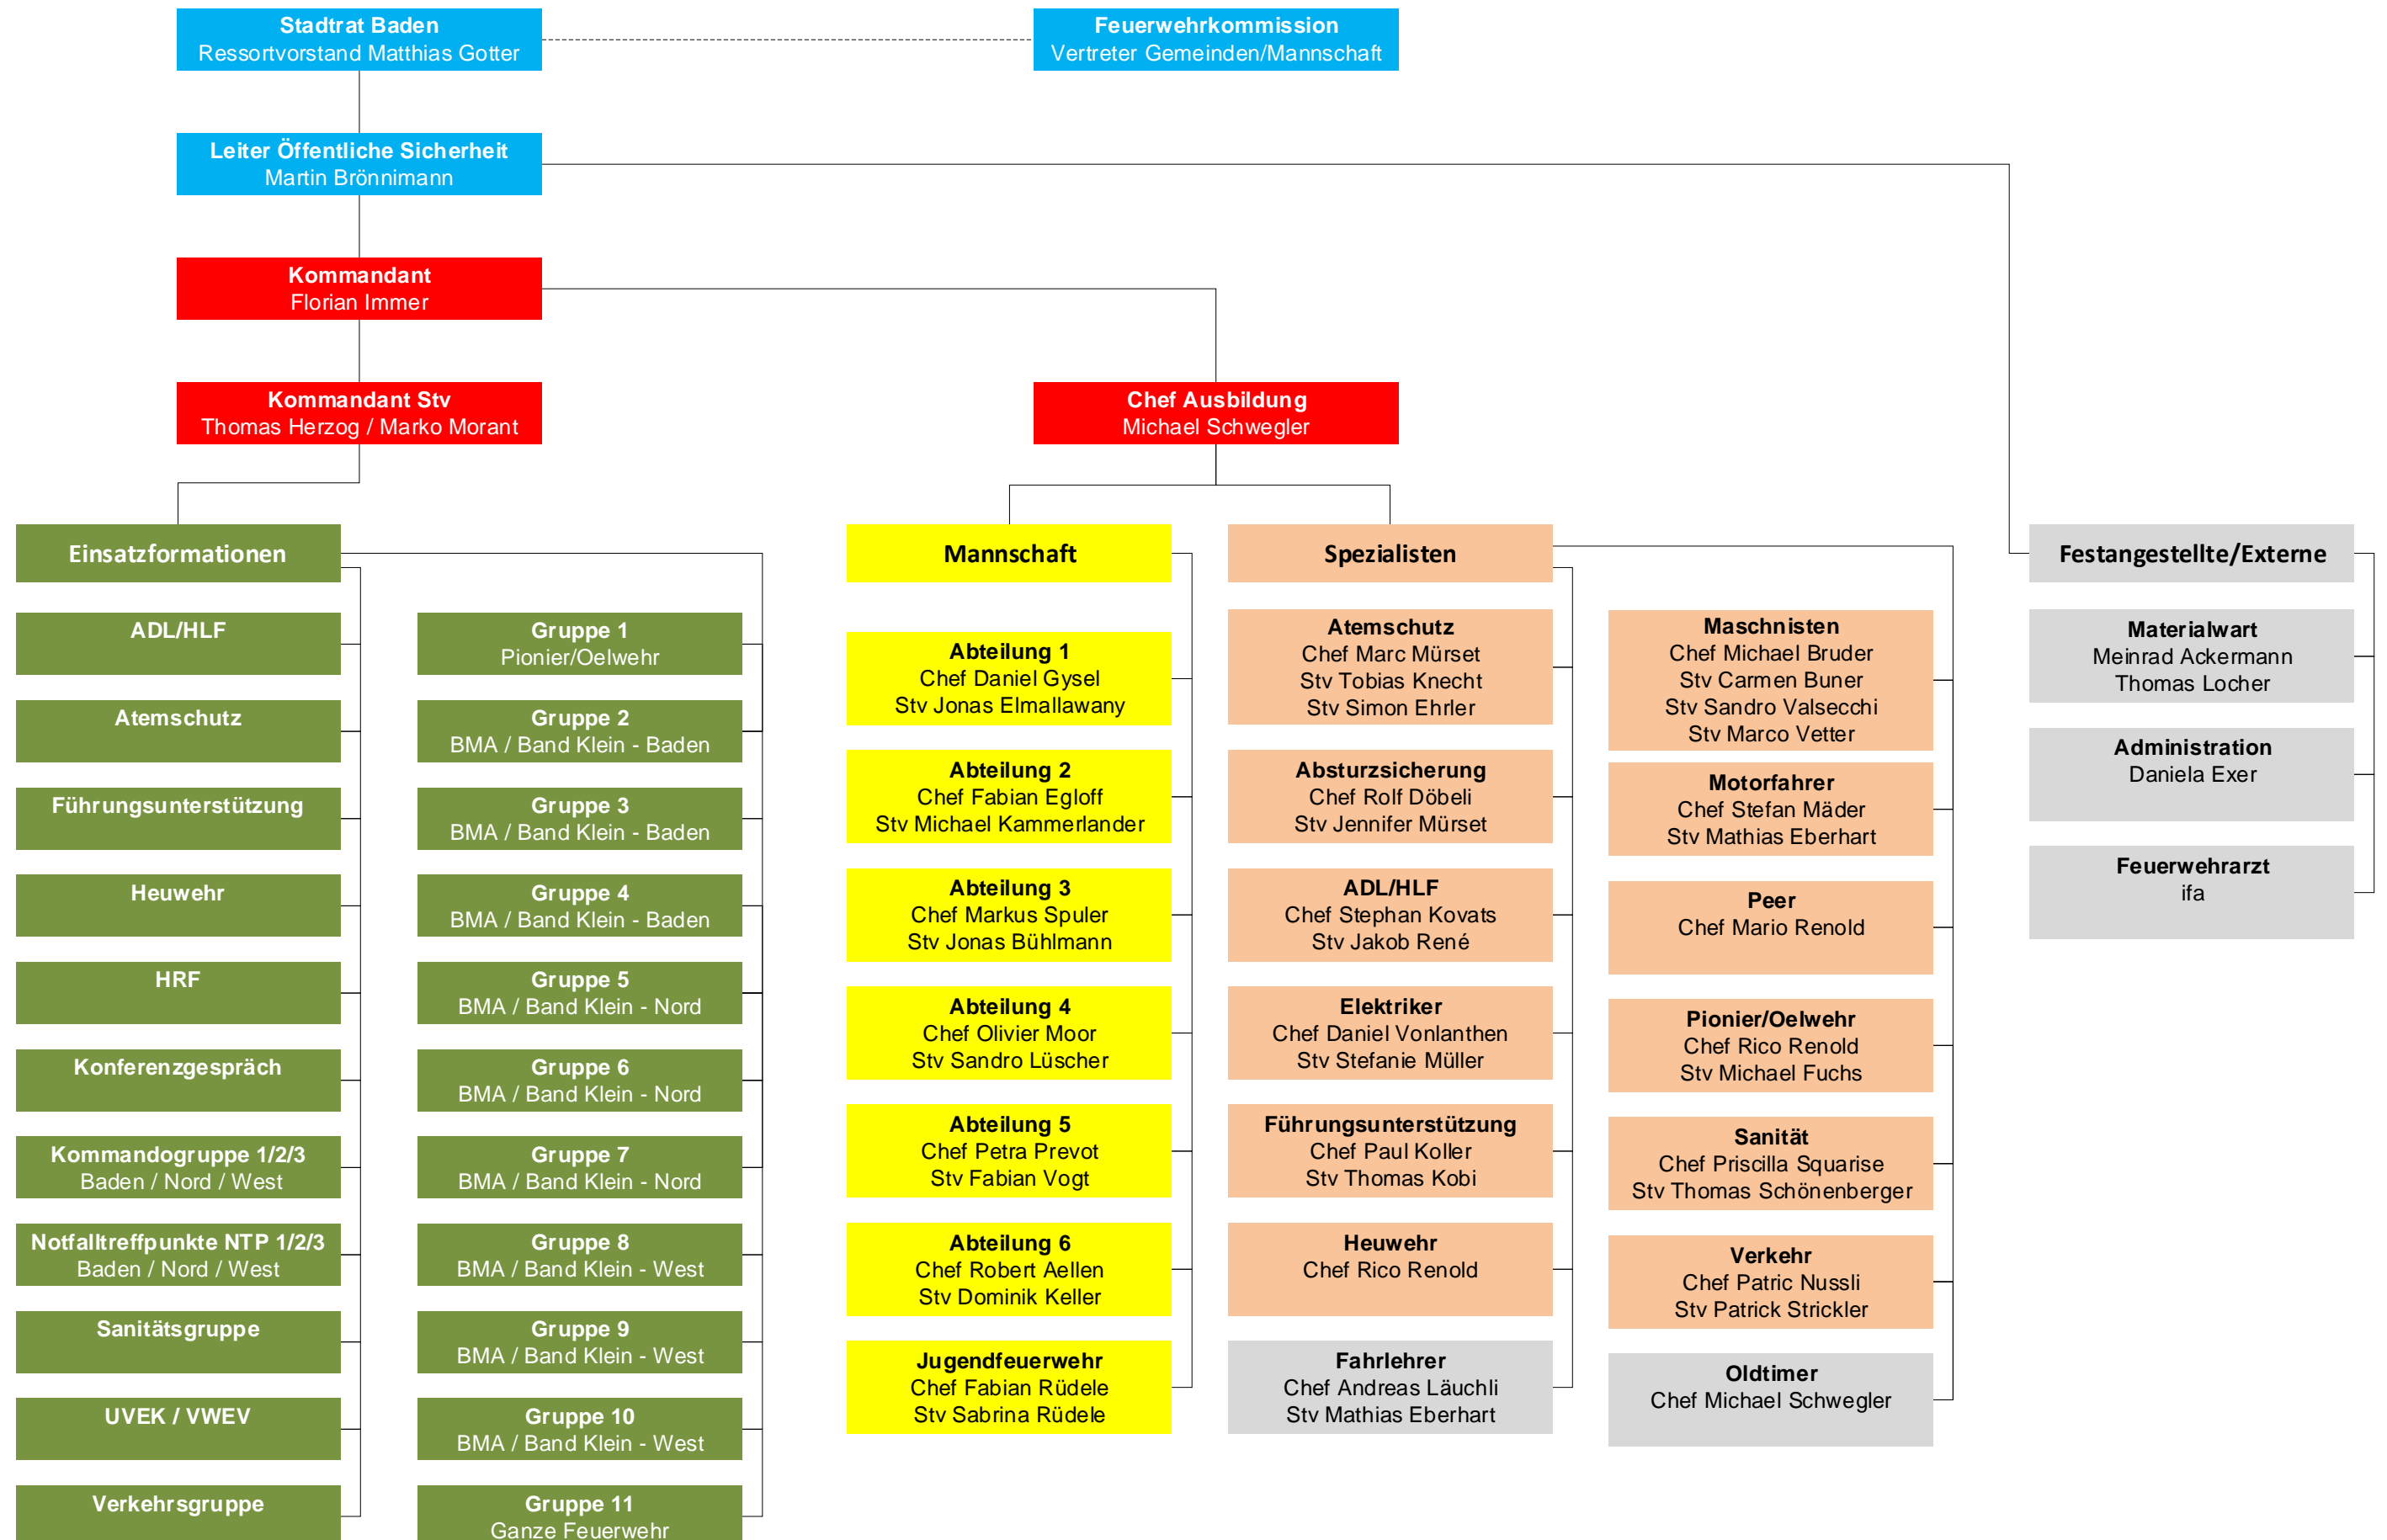 Stadtrat Baden
Ressortvorstand Matthias Gotter
Feuerwehrkommission
Vertreter Gemeinden/Mannschaft
Leiter Öffentliche Sicherheit
Martin Brönnimann
Kommandant
Florian Immer
Kommandant Stv
Thomas Herzog / Marko Morant
Chef Ausbildung
Michael Schwegler
Einsatzformationen
ADL/HLF
Atemschutz
Führungsunterstützung
Heuwehr
HRF
Konferenzgespräch
Kommandogruppe 1/2/3
Baden / Nord / West
Notfalltreffpunkte NTP 1/2/3
Baden / Nord / West
Sanitätsgruppe
UVEK / VWEV
Verkehrsgruppe
Gruppe 1
Pionier/Oelwehr
Gruppe 2
BMA / Band Klein - Baden
Gruppe 3
BMA / Band Klein - Baden
Gruppe 4
BMA / Band Klein - Baden
Gruppe 5
BMA / Band Klein - Nord
Gruppe 6
BMA / Band Klein - Nord
Gruppe 7
BMA / Band Klein - Nord
Gruppe 8
BMA / Band Klein - West
Gruppe 9
BMA / Band Klein - West
Gruppe 10
BMA / Band Klein - West
Gruppe 11
Ganze Feuerwehr
Mannschaft
Abteilung 1
Chef Daniel Gysel
Stv Jonas Elmallawany
Abteilung 2
Chef Fabian Egloff
Stv Michael Kammerlander
Abteilung 3
Chef Markus Spuler
Stv Jonas Bühlmann
Abteilung 4
Chef Olivier Moor
Stv Sandro Lüscher
Abteilung 5
Chef Petra Prevot
Stv Fabian Vogt
Abteilung 6
Chef Robert Aellen
Stv Dominik Keller
Jugendfeuerwehr
Chef Fabian Rüdele
Stv Sabrina Rüdele
Spezialisten
Atemschutz
Chef Marc Mürset
Stv Tobias Knecht
Stv Simon Ehrler
Absturzsicherung
Chef Rolf Döbeli
Stv Jennifer Mürset
ADL/HLF
Chef Stephan Kovats
Stv Jakob René
Elektriker
Chef Daniel Vonlanthen
Stv Stefanie Müller
Führungsunterstützung
Chef Paul Koller
Stv Thomas Kobi
Heuwehr
Chef Rico Renold
Fahrlehrer
Chef Andreas Läuchli
Stv Mathias Eberhart
Maschnisten
Chef Michael Bruder
Stv Carmen Buner
Stv Sandro Valsecchi
Stv Marco Vetter
Motorfahrer
Chef Stefan Mäder
Stv Mathias Eberhart
Peer
Chef Mario Renold
Pionier/Oelwehr
Chef Rico Renold
Stv Michael Fuchs
Sanität
Chef Priscilla Squarise
Stv Thomas Schönenberger
Verkehr
Chef Patric Nussli
Stv Patrick Strickler
Oldtimer
Chef Michael Schwegler
Festangestellte/Externe
Materialwart
Meinrad Ackermann
Thomas Locher
Administration
Daniela Exer
Feuerwehrarzt
ifa